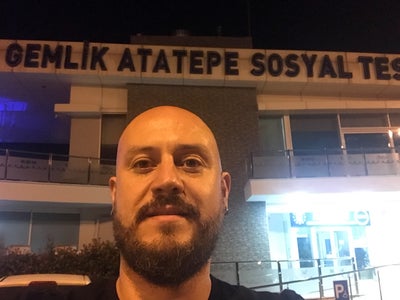 GEMLİK ATATEPE SOSYAL TES
P